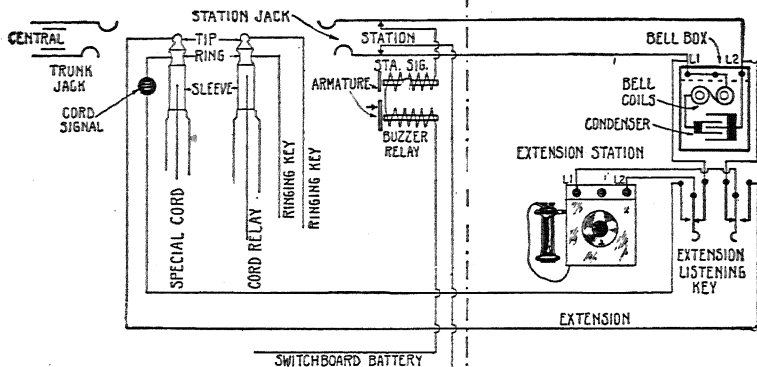 STATION JACK
CENTRAL
TRUNK
JACK
CORD
SIGNAL
TIP
RING
SLEEVE
SPECIAL CORD
CORD RELAY
RINGING KEY
RINGING KEY
STATION
STA. SIG.
ARMATURE
BUZZER
RELAY
BELL BOX
L1
L2
BELL
COILS
CONDENSER
EXTENSION STATION
L1
L2
EXTENSION
LISTENING
KEY
EXTENSION
SWITCHBOARD BATTERY